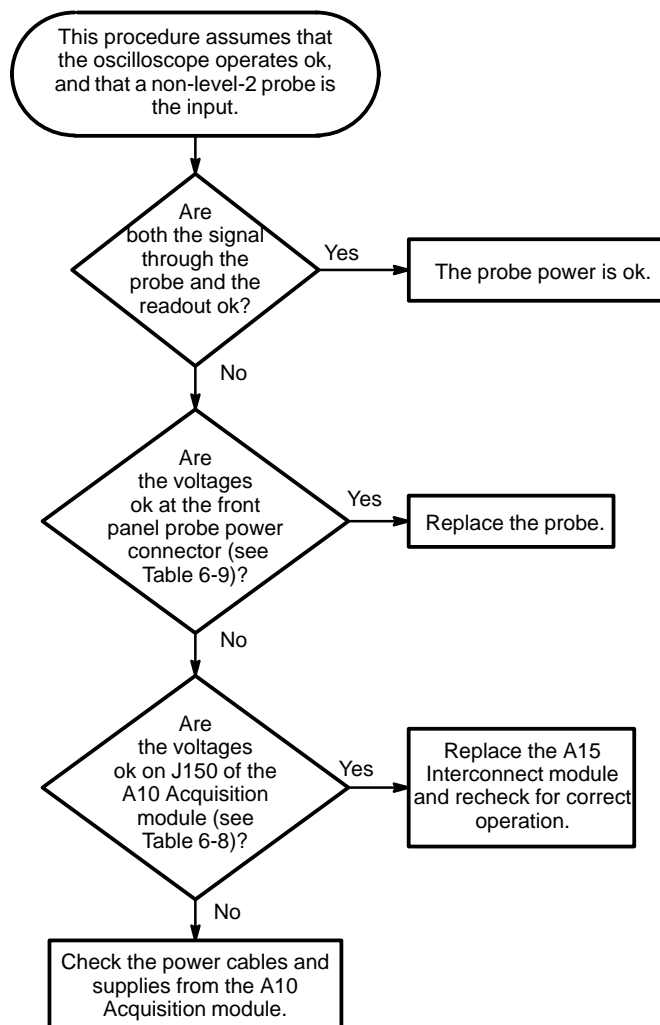 This procedure assumes that
the oscilloscope operates ok,
and that a non-level-2 probe is
the input.
Are
both the signal
through the
probe and the
readout ok?
Yes
The probe power is ok.
No
Are
the voltages
ok at the front
panel probe power
connector (see
Table 6-9)?
Yes
Replace the probe.
No
Are
the voltages
ok on J150 of the
A10 Acquisition
module (see
Table 6-8)?
Yes
Replace the A15
Interconnect module
and recheck for correct
operation.
No
Check the power cables and
supplies from the A10
Acquisition module.